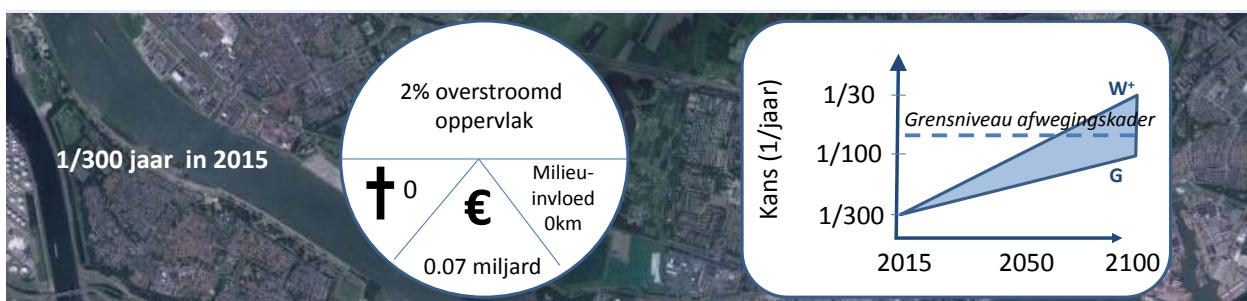 1/300 jaar in 2015
2% overstroomd
oppervlak
0
€
Milieu-
invloed
0km
0.07 miljard
Kans (1/jaar)
1/30
1/100
1/300
W+
Grensniveau afwegingskader
G
2015
2050
2100